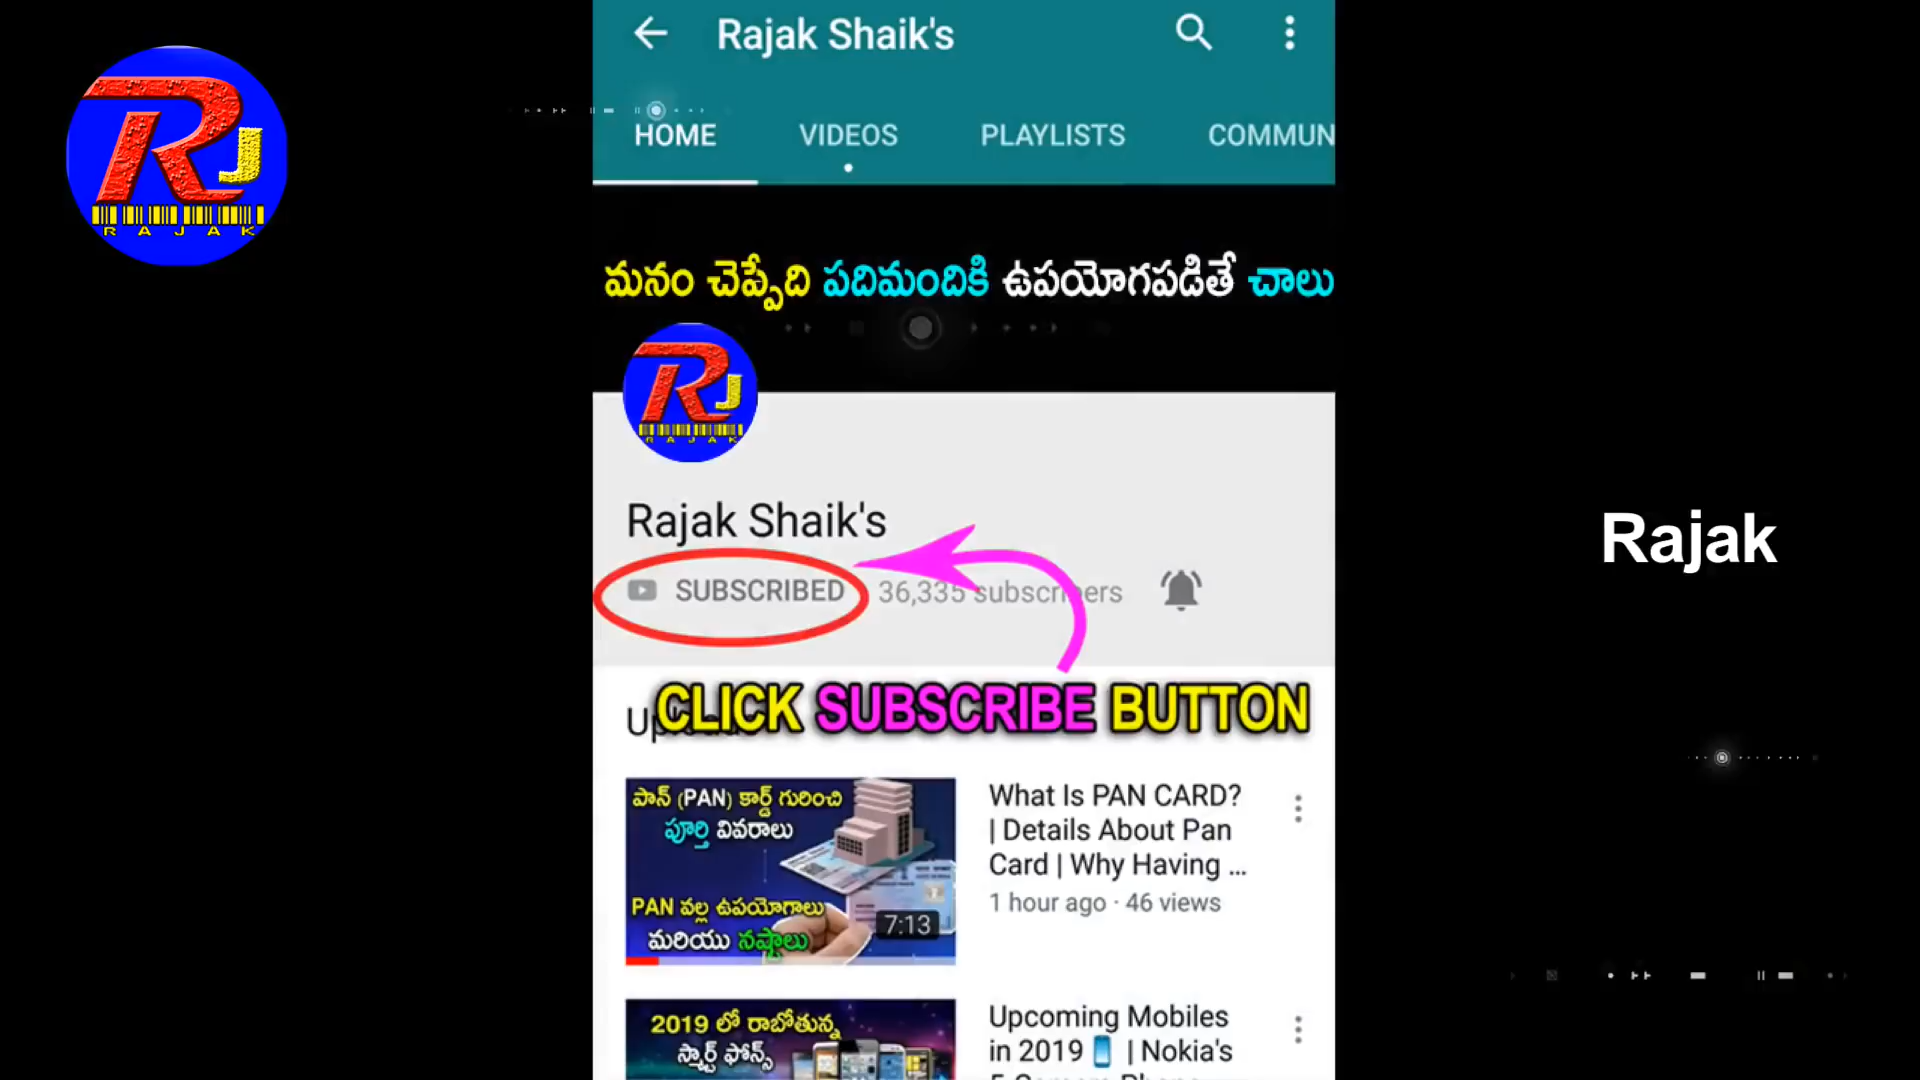 Rajak Shaik's
HOME VIDEOS PLAYLISTS COMMUN
మనం చెప్పేది పదిమందికి ఉపయోగపడితే చాలు
RJ
RAJAK
RJ
RAJAK
Rajak Shaik's
SUBSCRIBED 36,335 subscribers
Rajak
CLICK SUBSCRIBE BUTTON
పాన్ (PAN) కార్డ్ గురించి
పూర్తి వివరాలు
PAN వల్ల ఉపయోగాలు
మరియు నష్టాలు
7:13
What Is PAN CARD?
| Details About Pan
Card | Why Having ...
1 hour ago · 46 views
2019 లో రాబోతున్న
స్మార్ట్ ఫోన్స్
Upcoming Mobiles
in 2019 | Nokia's